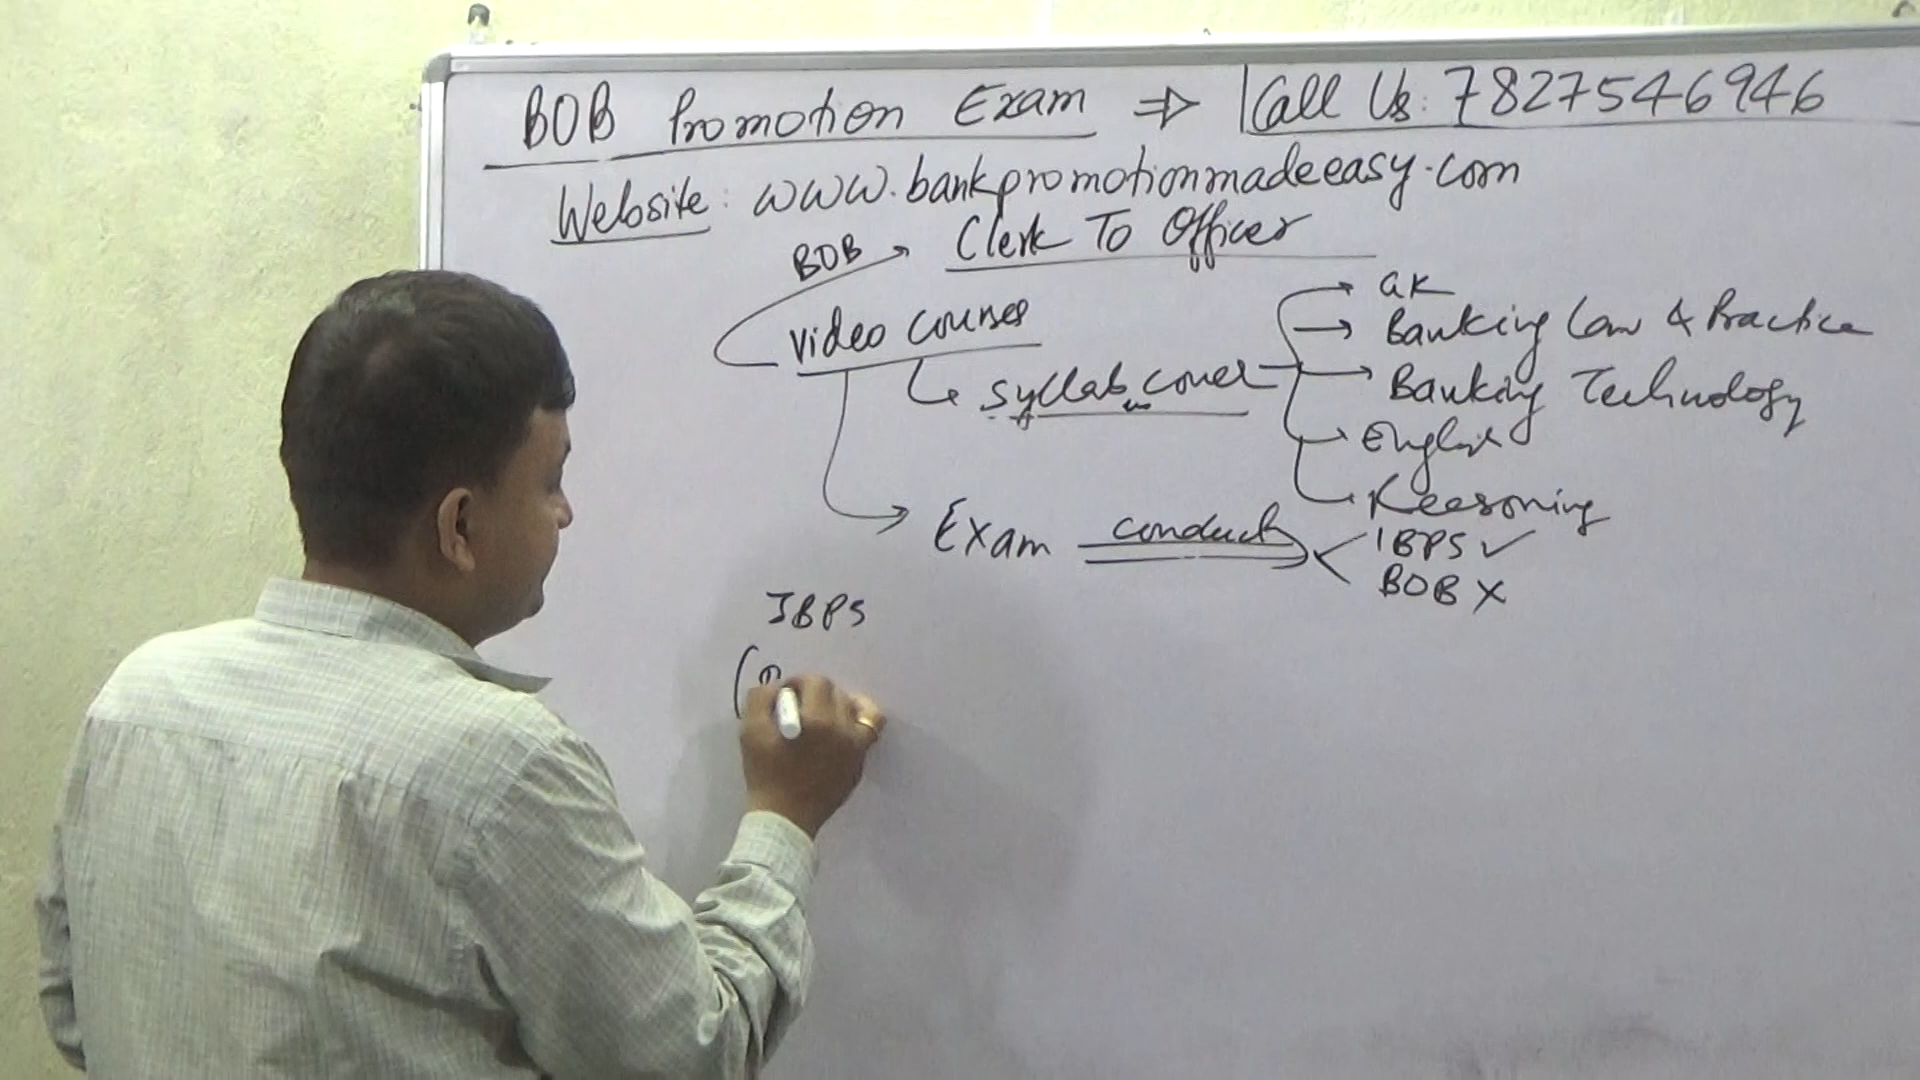 BOB Promotion Exam ⇒ Call Us: 7827546946
Website: www.bankpromotionmadeeasy.com
BOB → Clerk To Officer
Video Courses
Syllabus cover
→ GK
→ Banking Law & Practice
→ Banking Technology
→ English
→ Reasoning
Exam conduct
IBPS ✓
BOB X
IBPS
(